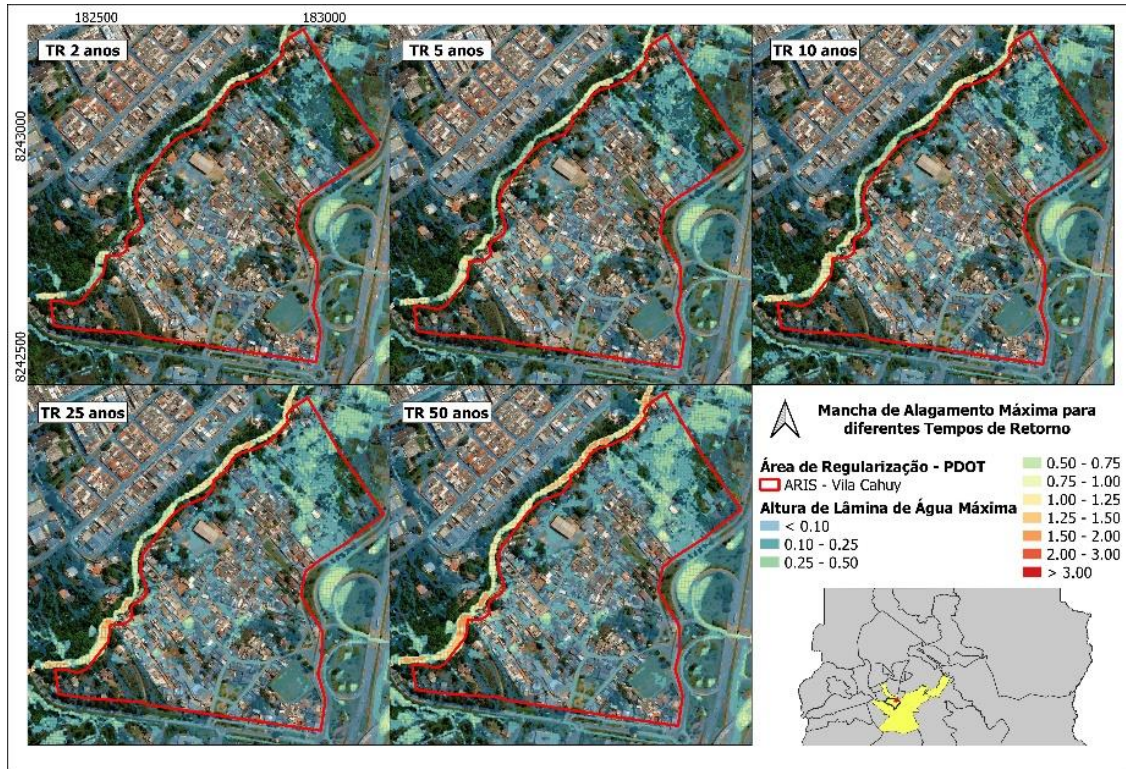 182500
183000
TR 2 anos
TR 5 anos
TR 10 anos
8243000
8242500
TR 25 anos
TR 50 anos
Mancha de Alagamento Máxima para
diferentes Tempos de Retorno
Área de Regularização - PDOT
ARIS - Vila Cahuy
Altura de Lâmina de Água Máxima
< 0.10
0.10 - 0.25
0.25 - 0.50
0.50 - 0.75
0.75 - 1.00
1.00 - 1.25
1.25 - 1.50
1.50 - 2.00
2.00 - 3.00
> 3.00